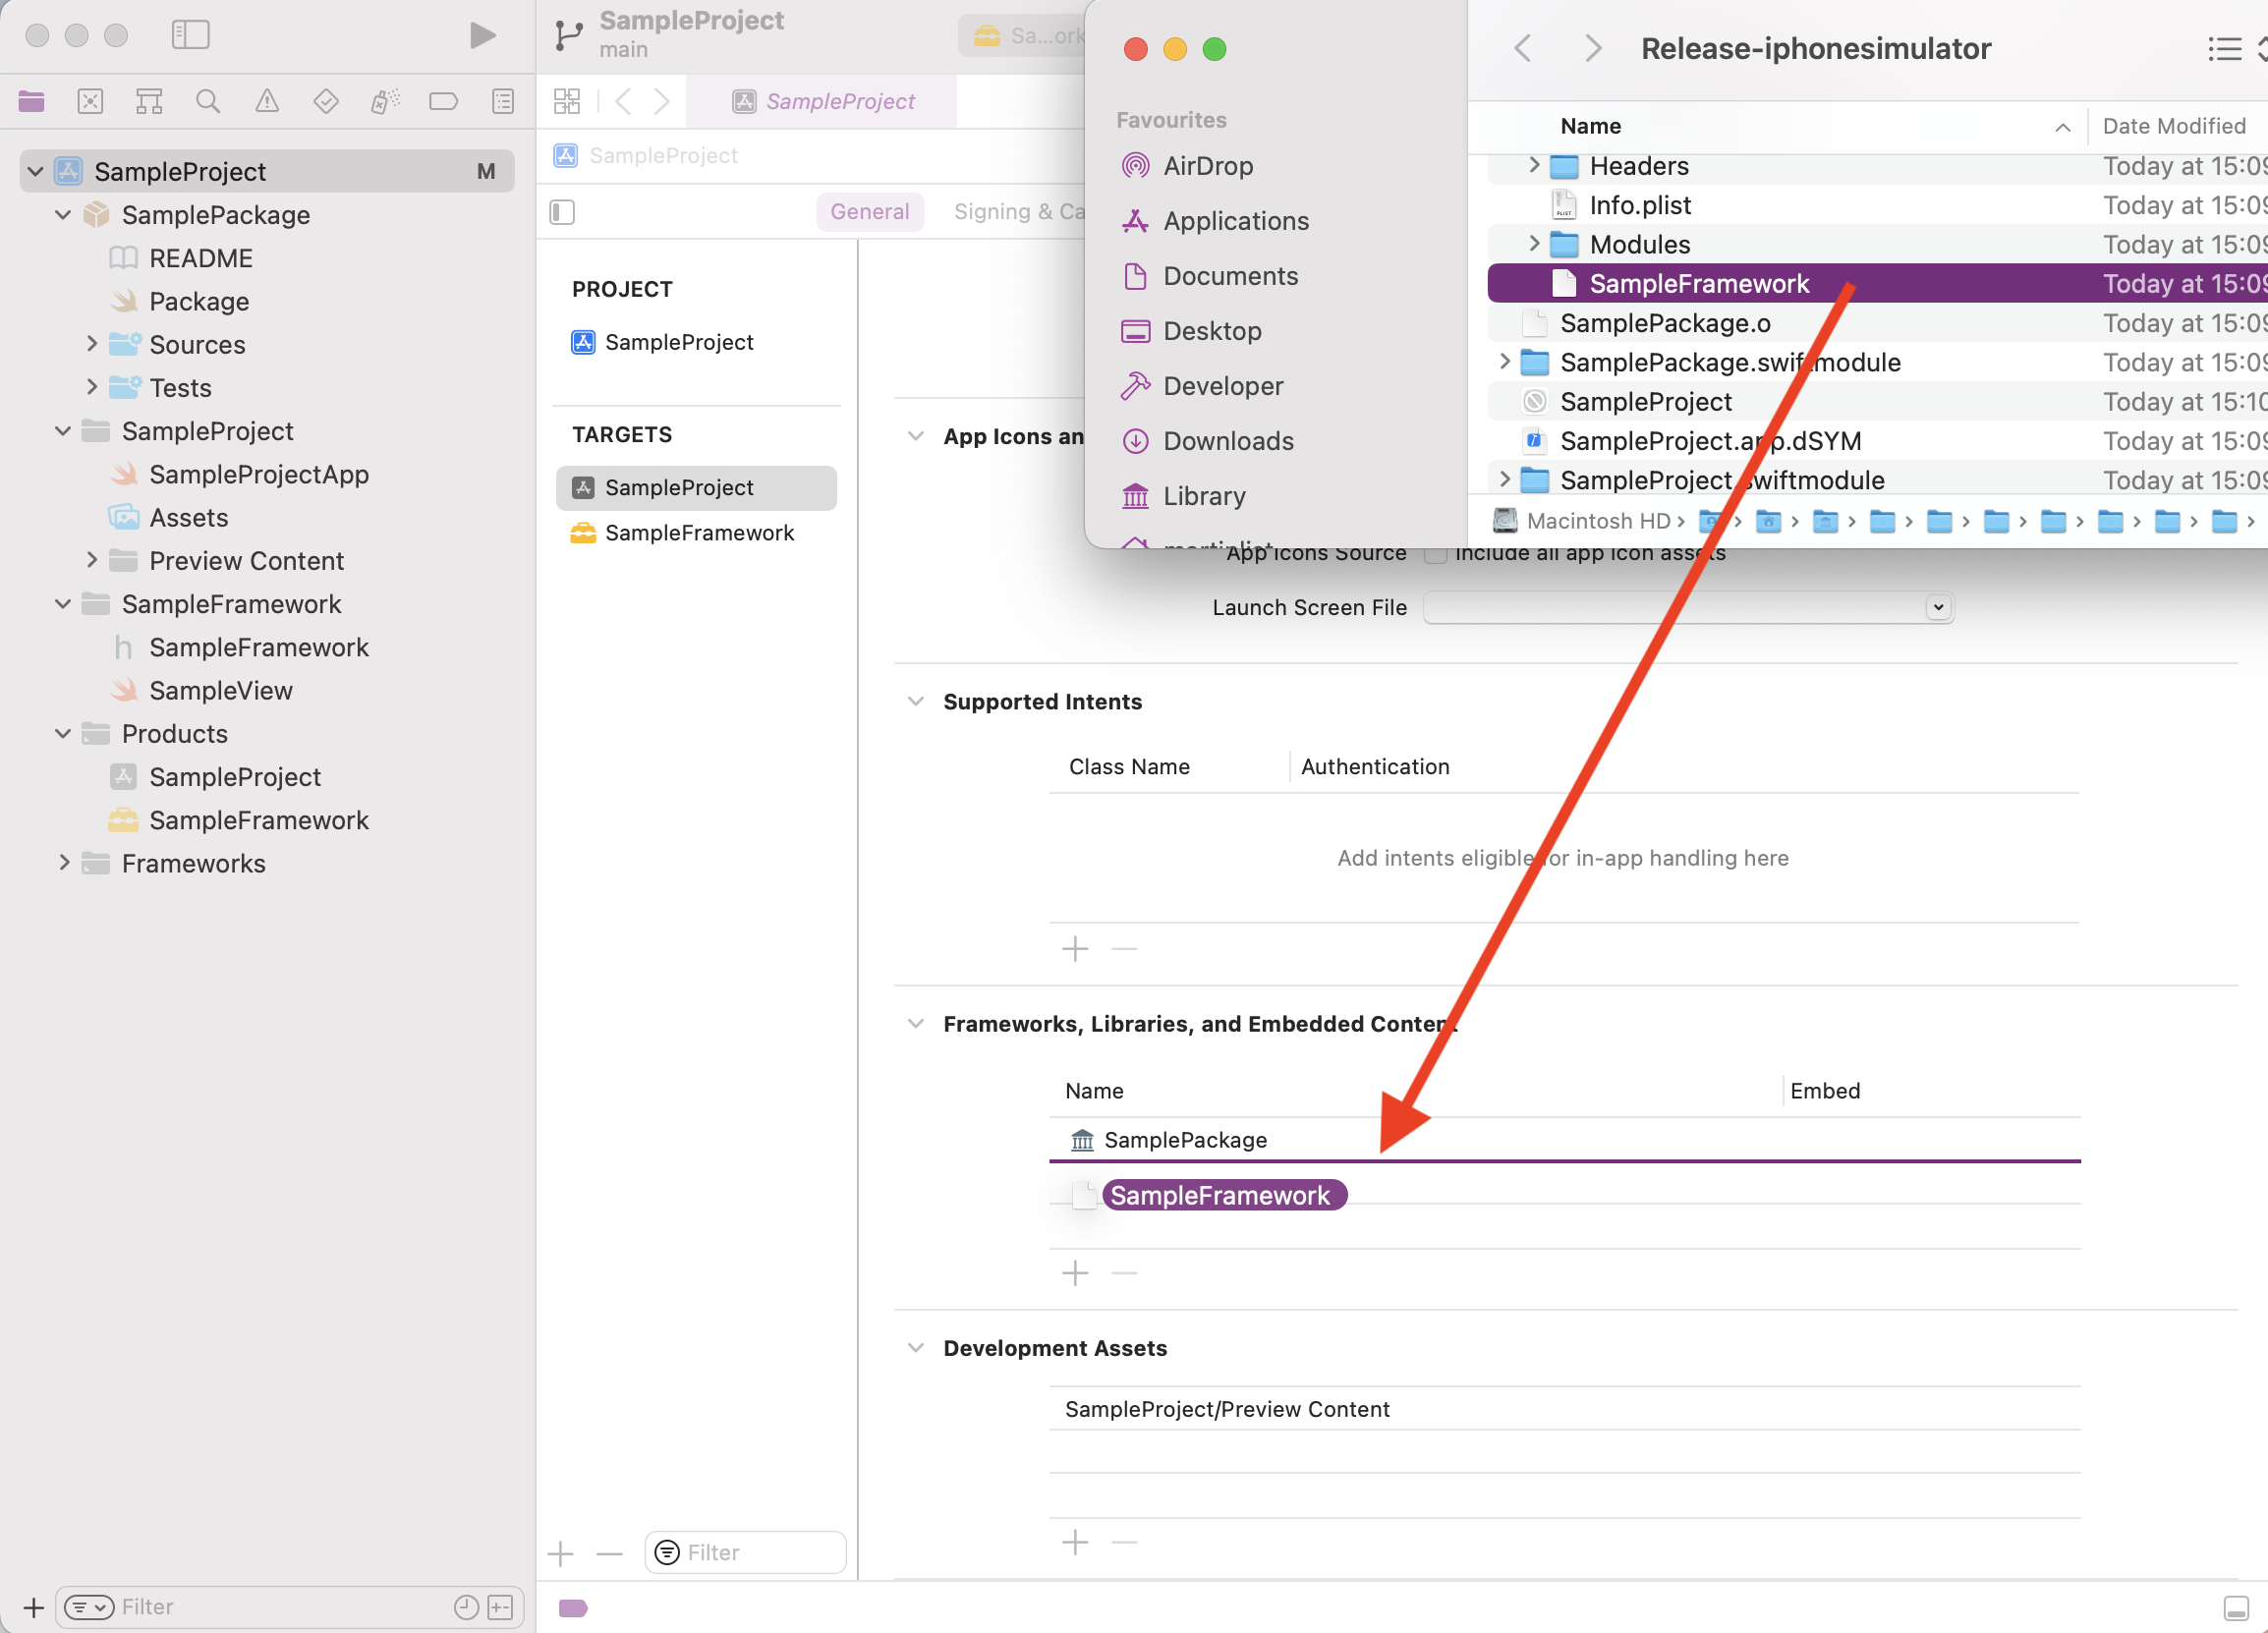 SampleProject
main
Sa...ork
SampleProject
M
SamplePackage
README
Package
Sources
Tests
SampleProject
SampleProjectApp
Assets
Preview Content
SampleFramework
SampleFramework
SampleView
Products
SampleProject
SampleFramework
Frameworks
Filter
SampleProject
SampleProject
General
Signing & Ca
PROJECT
SampleProject
TARGETS
SampleProject
SampleFramework
Filter
App Icons an
App Icons Source
Include all app icon assets
Launch Screen File
Supported Intents
Class Name
Authentication
Add intents eligible for in-app handling here
Frameworks, Libraries, and Embedded Content
Name
Embed
SamplePackage
SampleFramework
Development Assets
SampleProject/Preview Content
Favourites
AirDrop
Applications
Documents
Desktop
Developer
Downloads
Library
Release-iphonesimulator
Name
Date Modified
Headers
Today at 15:09
Info.plist
Today at 15:09
Modules
Today at 15:09
SampleFramework
Today at 15:09
SamplePackage.o
Today at 15:09
SamplePackage.swiftmodule
Today at 15:09
SampleProject
Today at 15:10
SampleProject.app.dSYM
Today at 15:09
SampleProject.swiftmodule
Today at 15:09
Macintosh HD